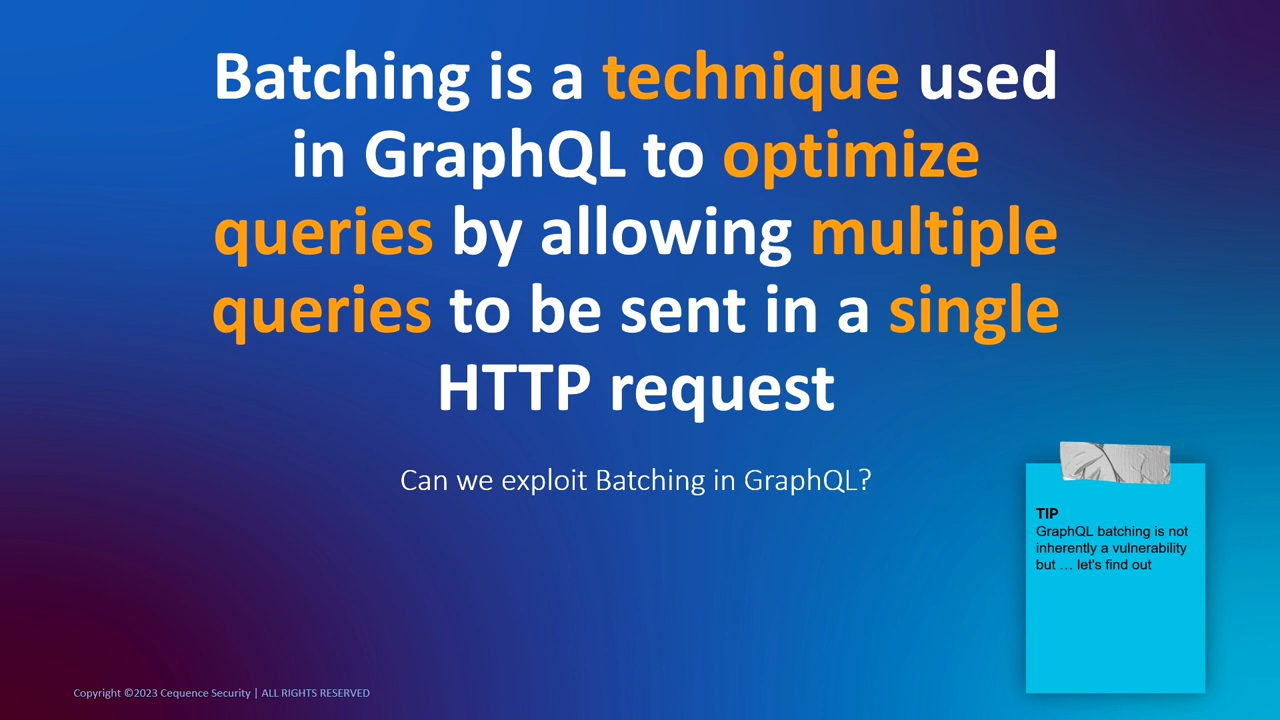 Batching is a technique used
in GraphQL to optimize
queries by allowing multiple
queries to be sent in a single
HTTP request
Can we exploit Batching in GraphQL?
TIP
GraphQL batching is not
inherently a vulnerability
but … let's find out
Copyright ©2023 Cequence Security | ALL RIGHTS RESERVED